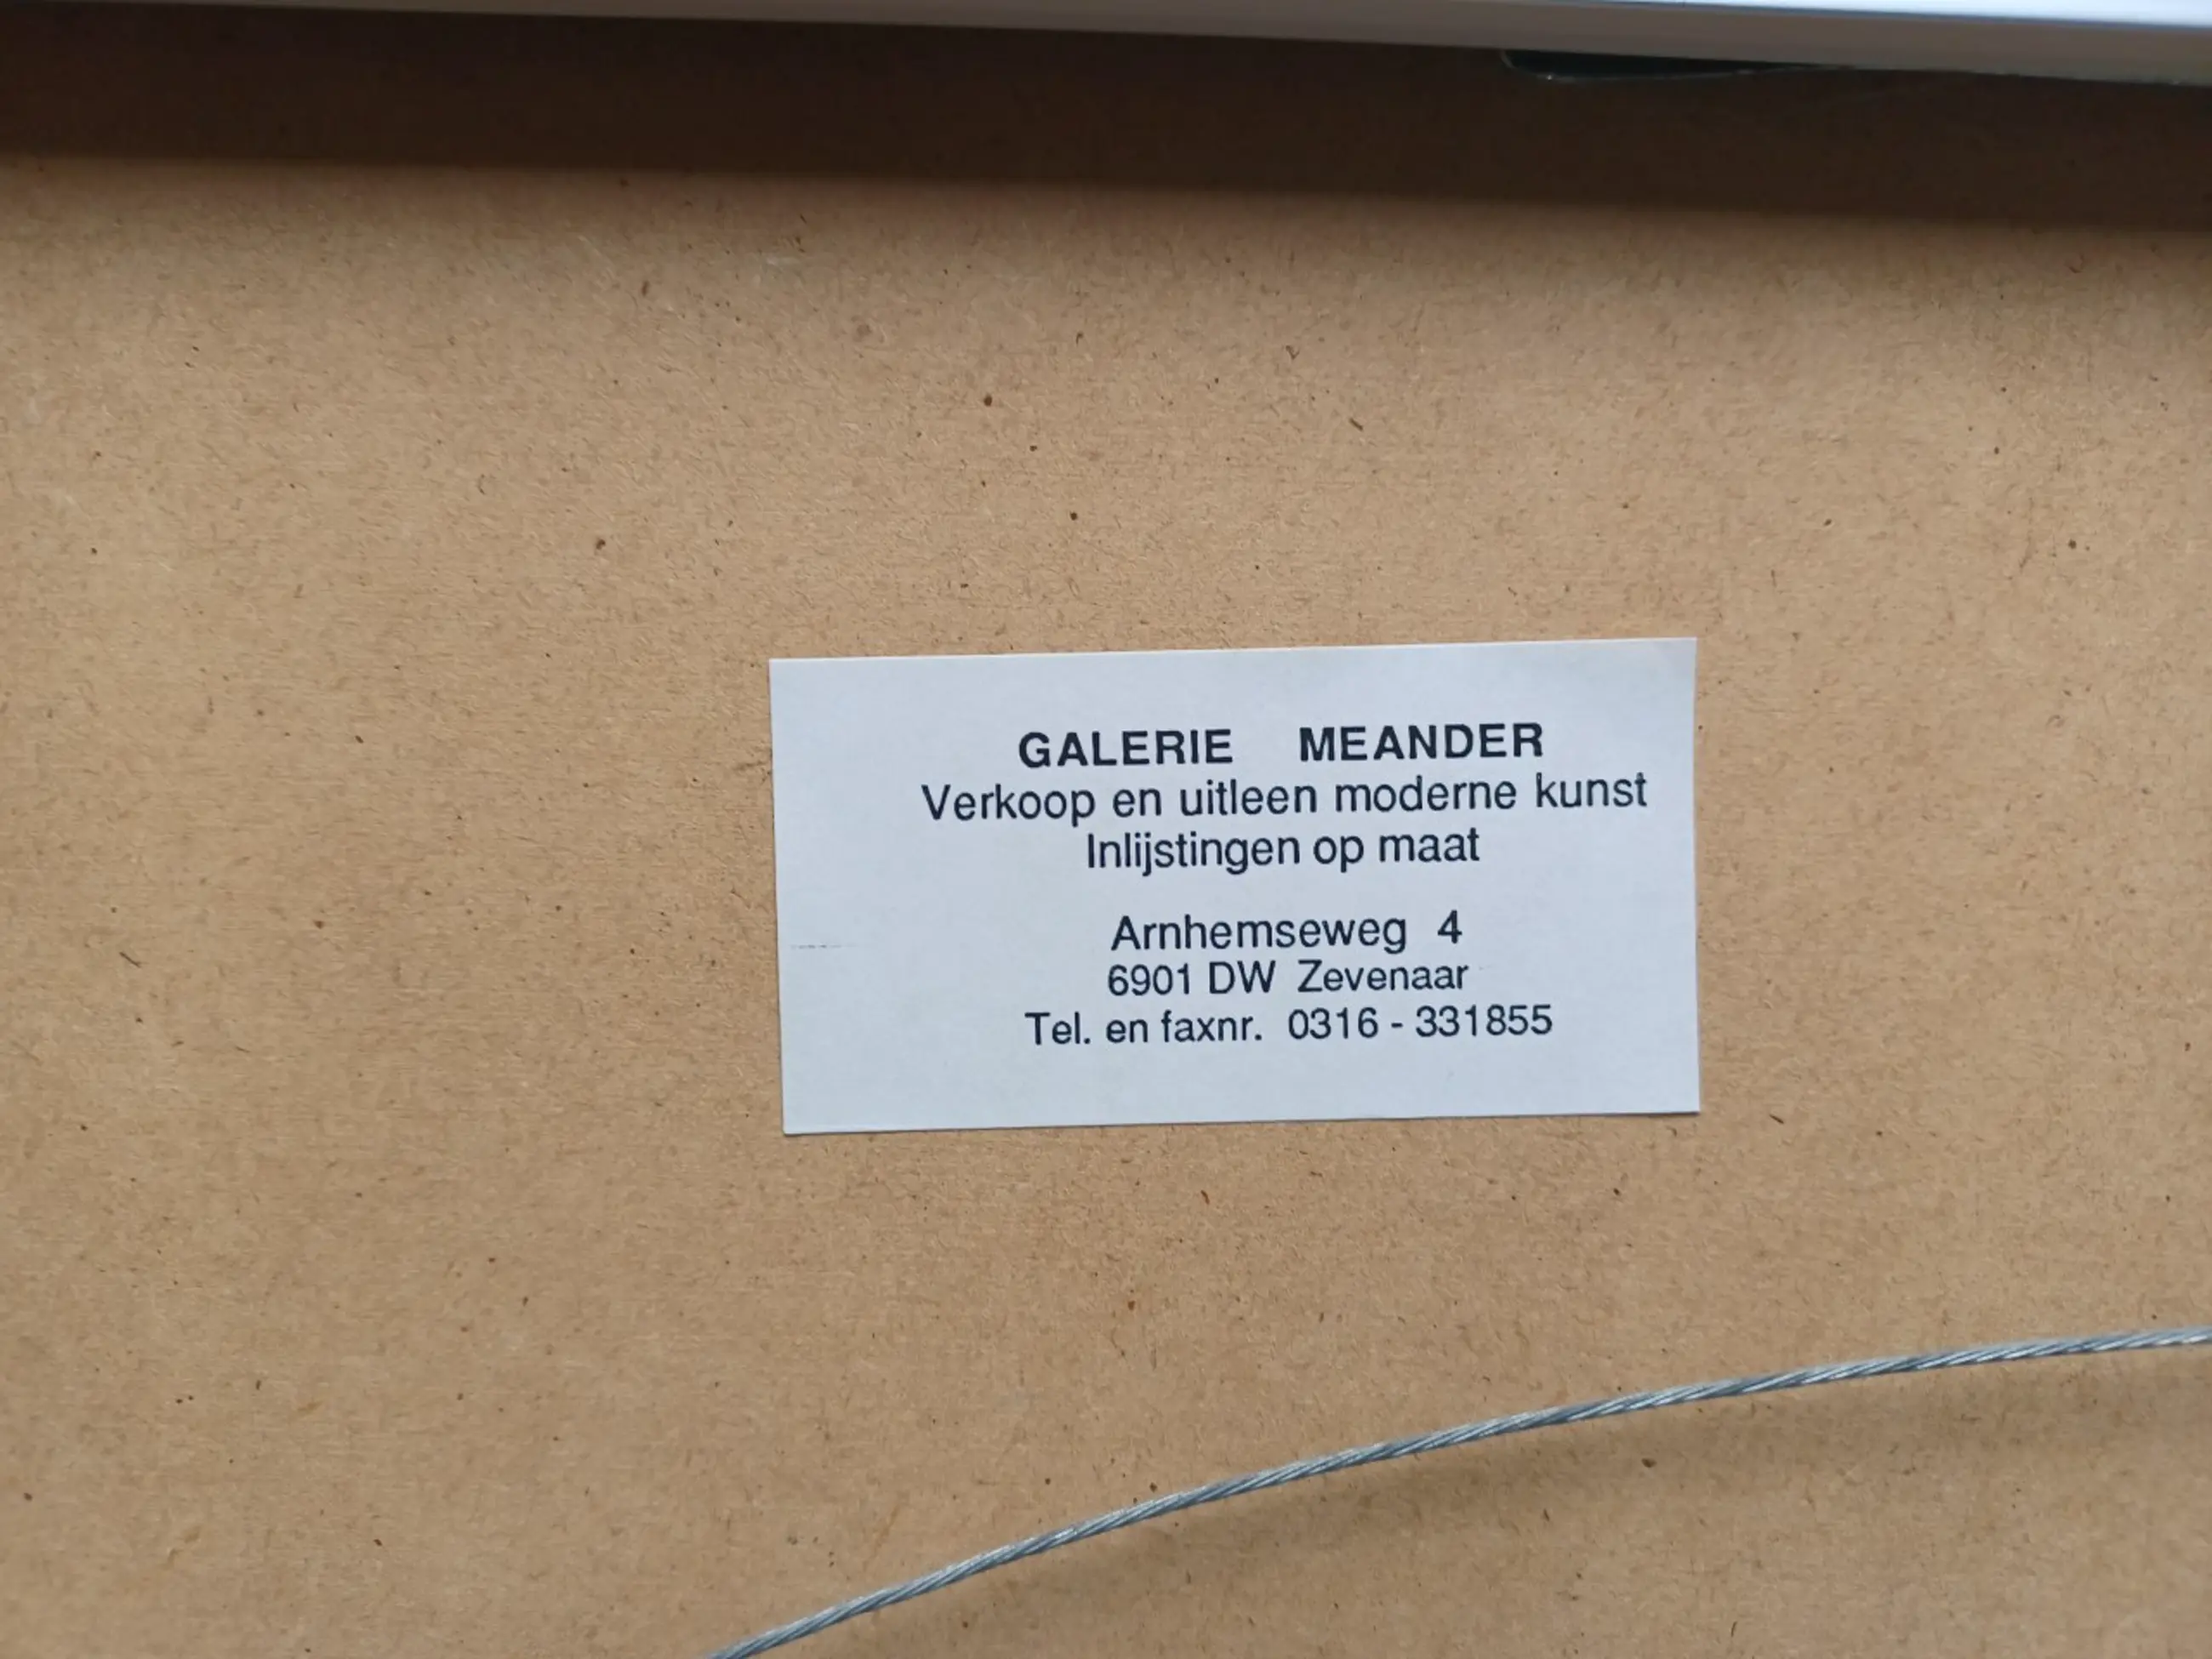 GALERIE MEANDER
Verkoop en uitleen moderne kunst
Inlijstingen op maat
Arnhemseweg 4
6901 DW Zevenaar
Tel. en faxnr. 0316 - 331855